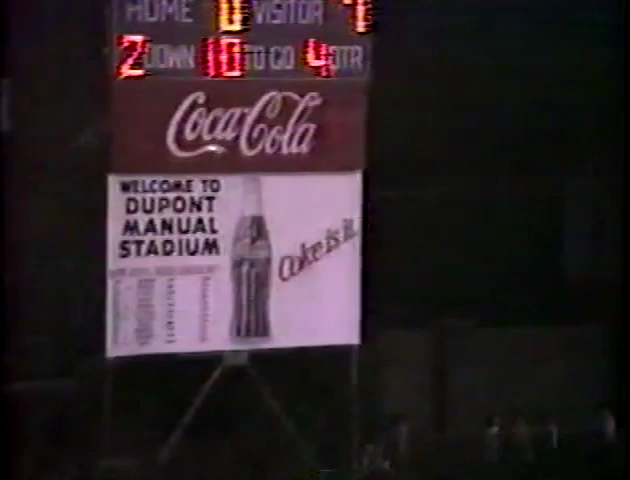 HOME 0 VISITOR 7
2 DOWN 10 TO GO 4 QTR
Coca-Cola
WELCOME TO
DUPONT
MANUAL
STADIUM
Coke is it.